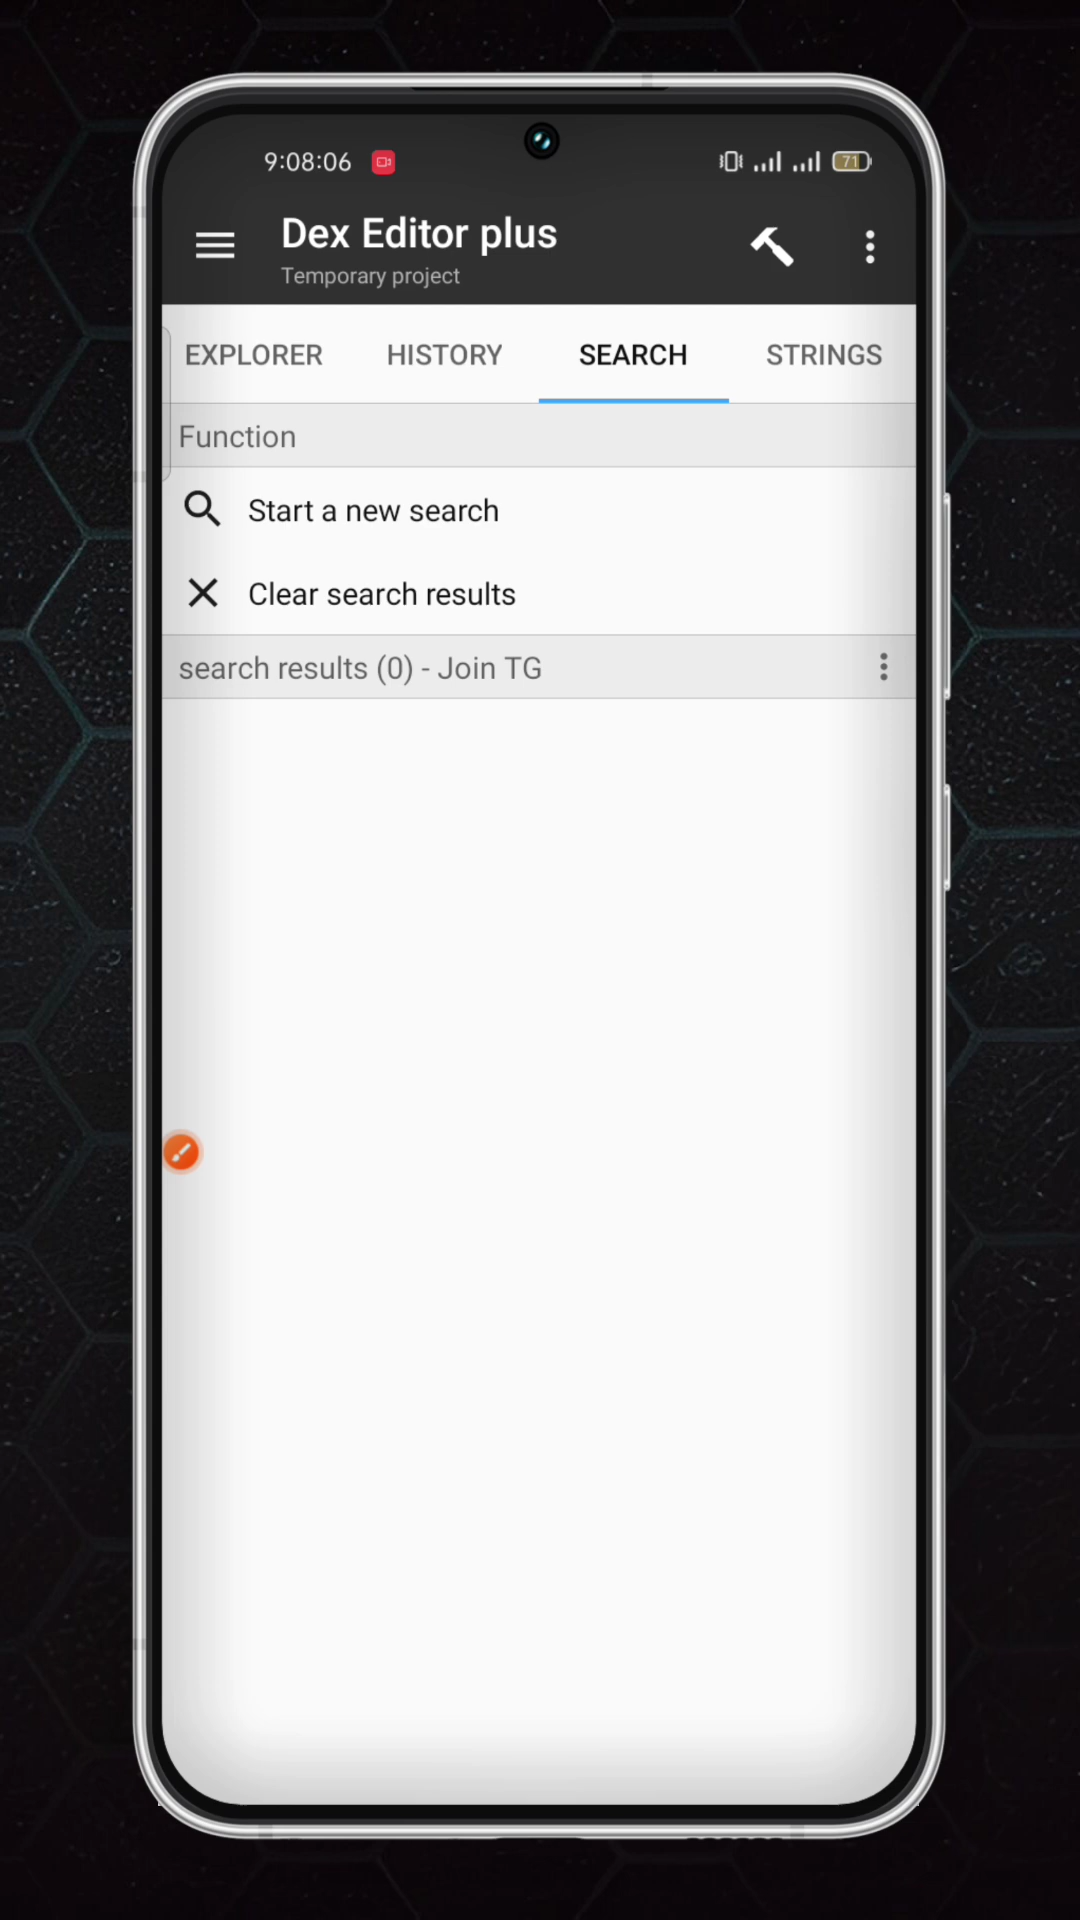 9:08:06
71
Dex Editor plus
Temporary project
EXPLORER HISTORY SEARCH STRINGS
Function
Start a new search
Clear search results
search results (0) - Join TG